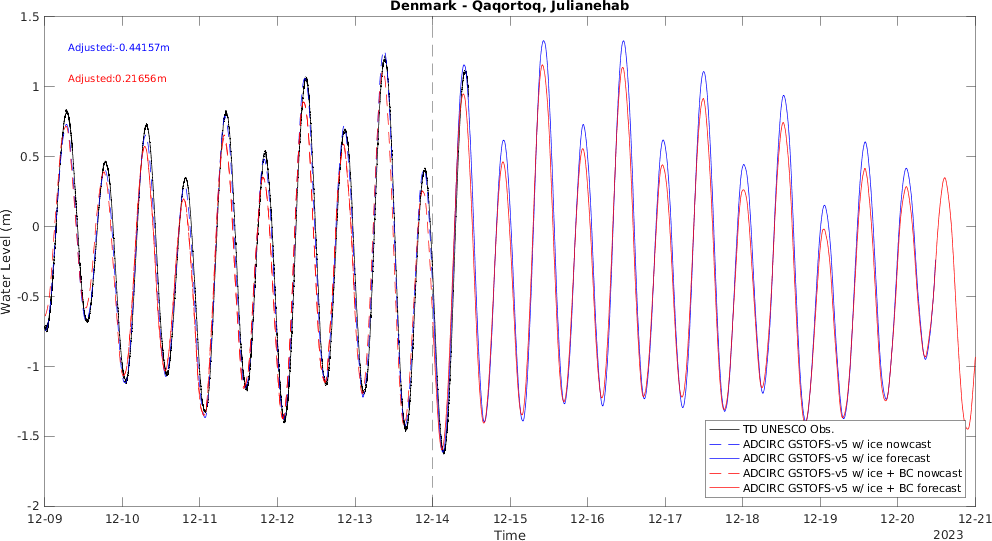 Denmark - Qaqortoq, Julianehab
Adjusted:-0.44157m
Adjusted:0.21656m
1.5
1
0.5
0
-0.5
-1
-1.5
-2
Water Level (m)
TD UNESCO Obs.
ADCIRC GSTOFS-v5 w/ ice nowcast
ADCIRC GSTOFS-v5 w/ ice forecast
ADCIRC GSTOFS-v5 w/ ice + BC nowcast
ADCIRC GSTOFS-v5 w/ ice + BC forecast
12-09 12-10 12-11 12-12 12-13 12-14 12-15 12-16 12-17 12-18 12-19 12-20 12-21
Time
2023